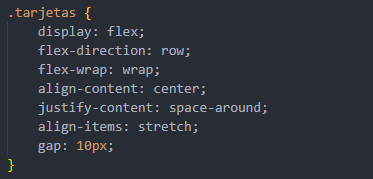 .tarjetas {
    display: flex;
    flex-direction: row;
    flex-wrap: wrap;
    align-content: center;
    justify-content: space-around;
    align-items: stretch;
    gap: 10px;
}